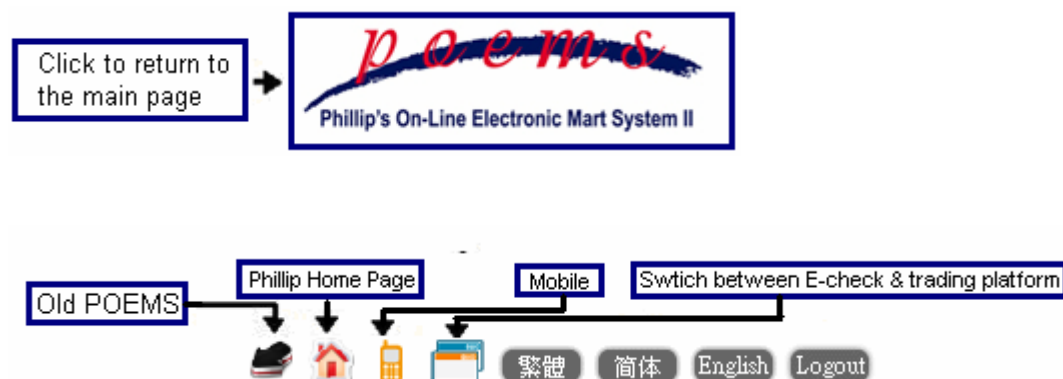 Click to return to
the main page
poems
Phillip's On-Line Electronic Mart System II
Phillip Home Page
Mobile
Swtich between E-check & trading platform
Old POEMS
繁體
简体
English
Logout